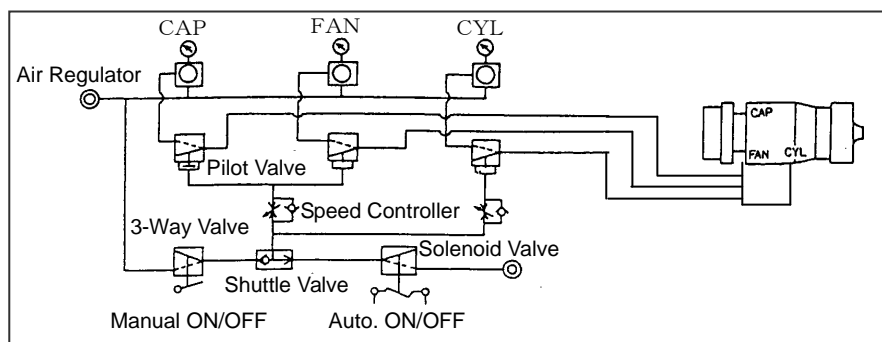 CAP FAN CYL
Air Regulator
CAP
FAN CYL
Pilot Valve
Speed Controller
3-Way Valve
Solenoid Valve
Shuttle Valve
Manual ON/OFF Auto. ON/OFF